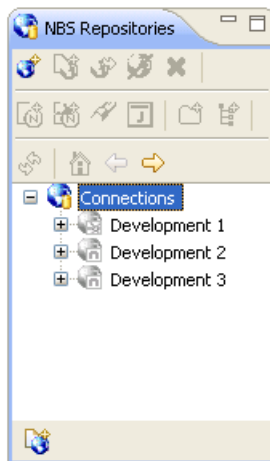 NBS Repositories
Connections
Development 1
Development 2
Development 3